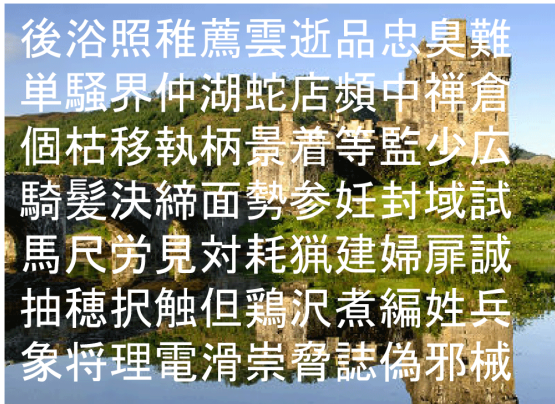 後浴照稚薦雲逝品忠臭難
単騒界仲湖蛇店頻中禅倉
個枯移執柄景着等監少広
騎髪決締面勢参妊封域試
馬尺労見対耗猟建婦扉誠
抽穂択触但鶏沢煮編姓兵
象将理電滑崇脅誌偽邪械